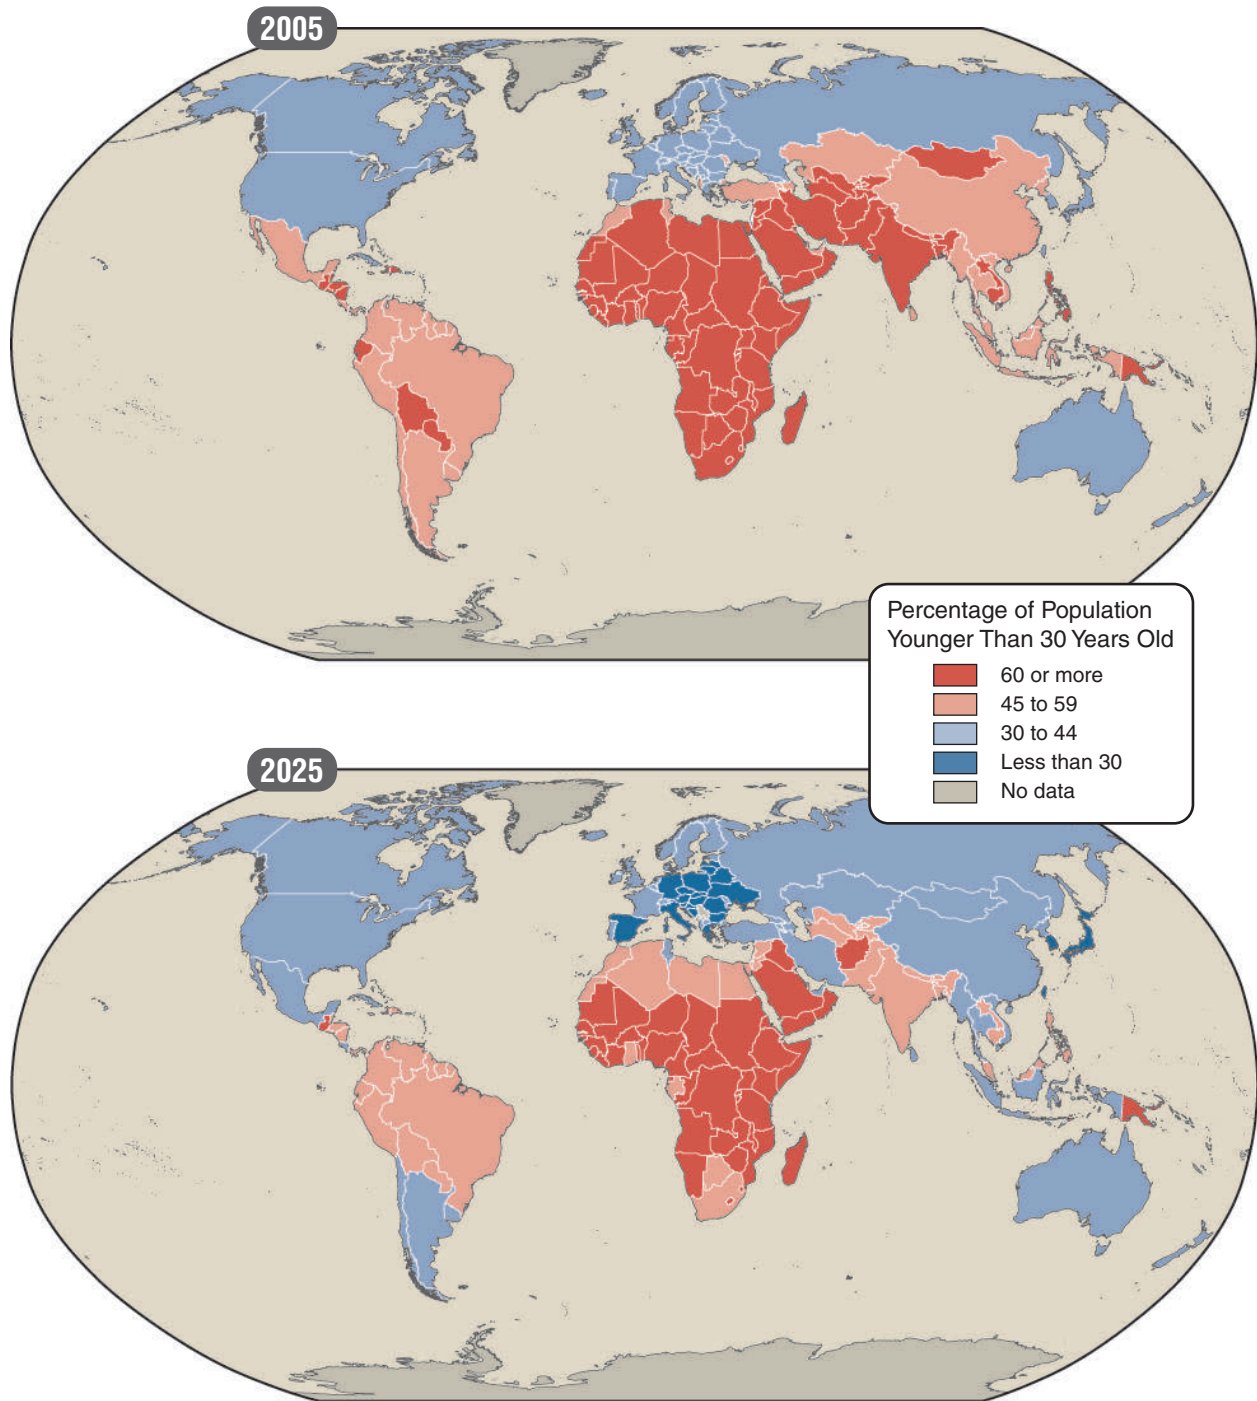 2005
Percentage of Population
Younger Than 30 Years Old
60 or more
45 to 59
30 to 44
Less than 30
No data
2025